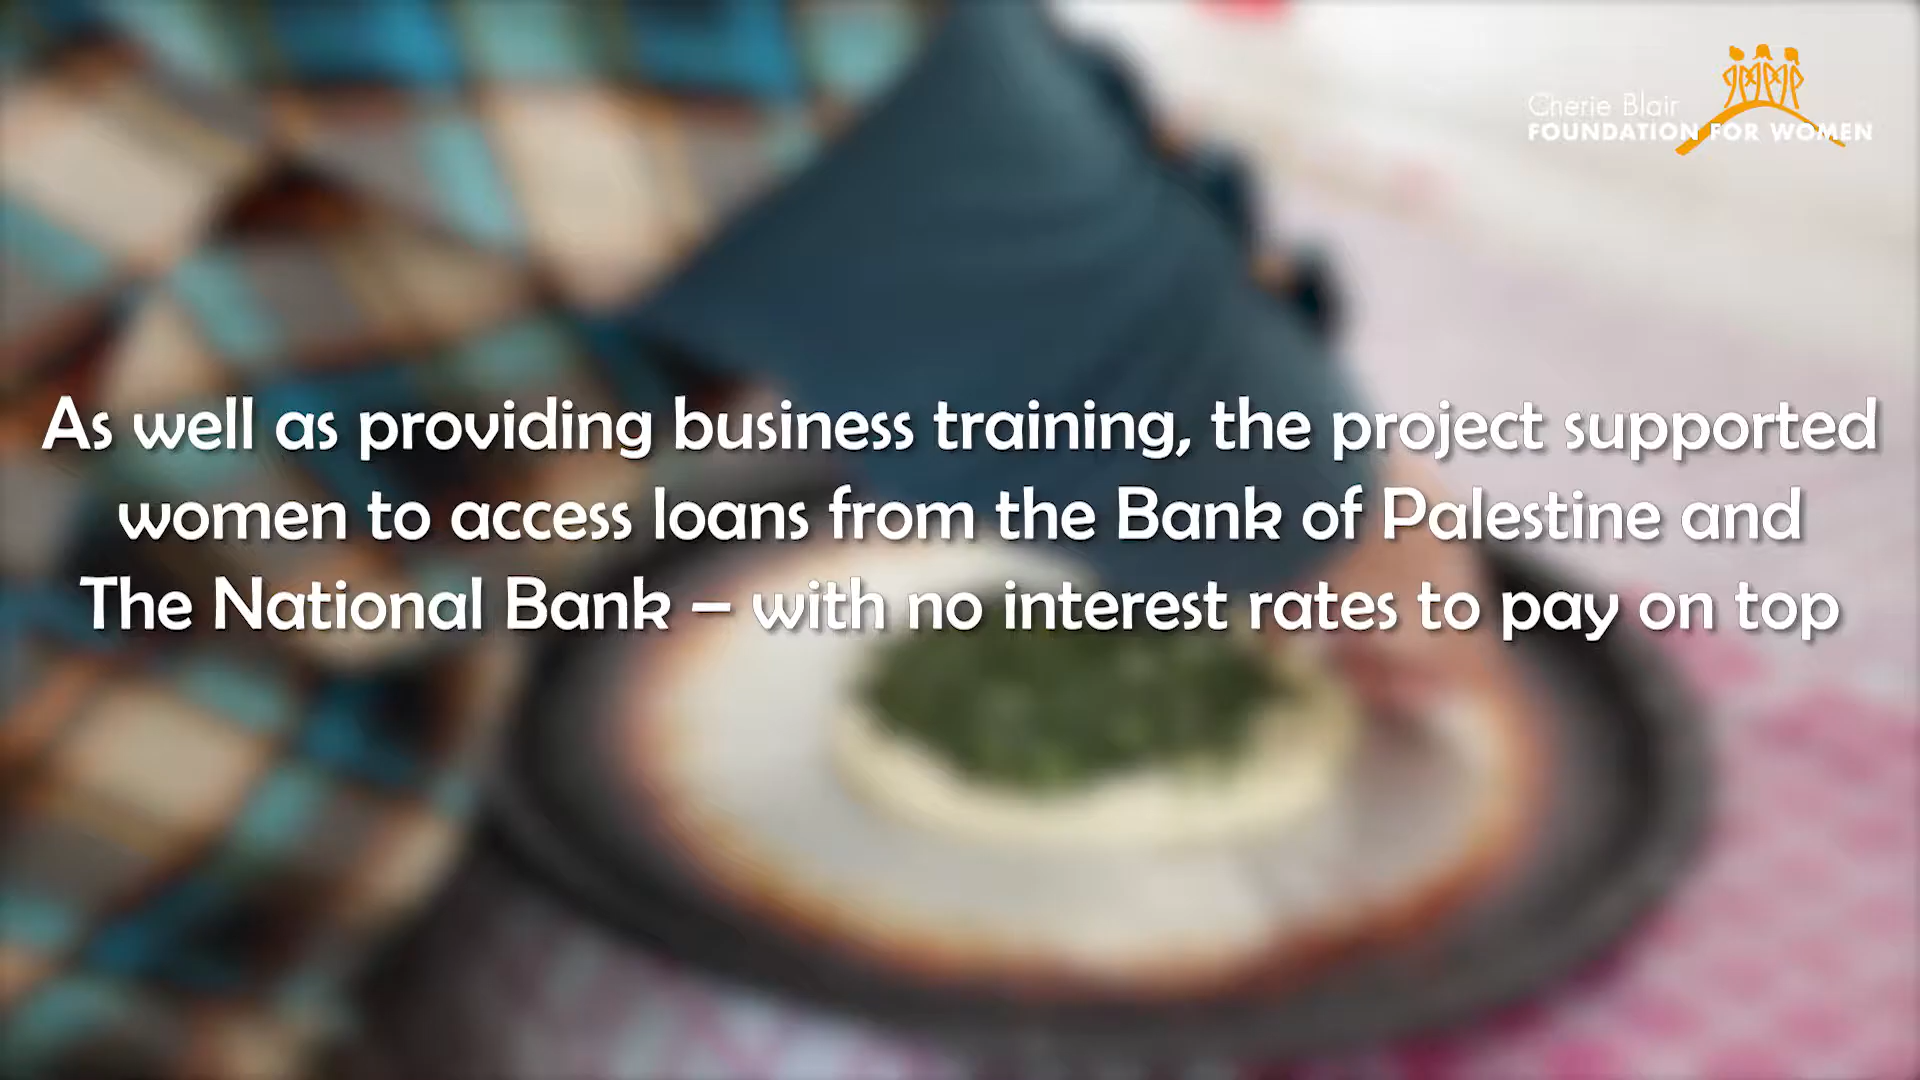 Cherie Blair
FOUNDATION FOR WOMEN
As well as providing business training, the project supported
women to access loans from the Bank of Palestine and
The National Bank – with no interest rates to pay on top